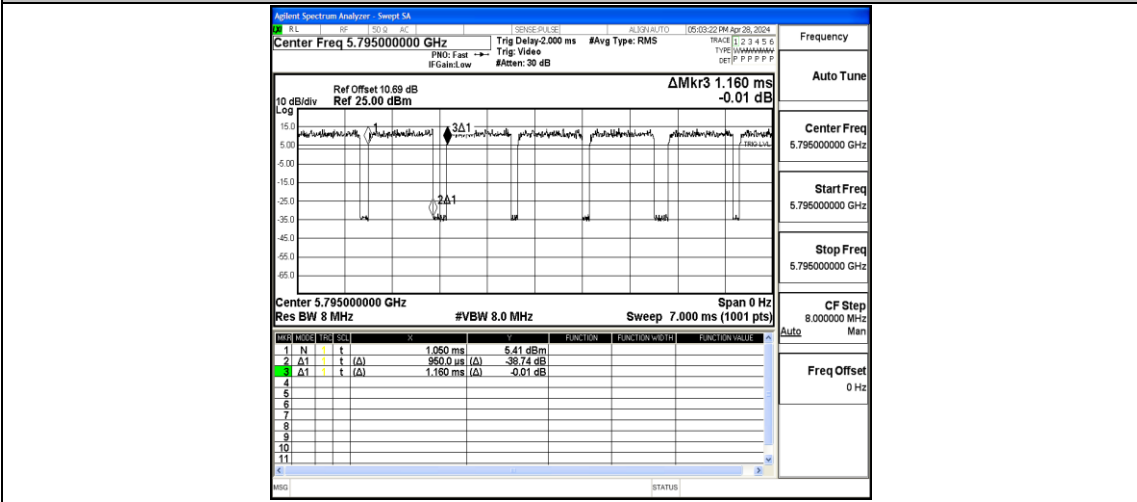 Agilent Spectrum Analyzer - Swept SA
RL RF 50 Ω AC SENSE:PULSE ALIGN AUTO 05:03:22 PM Apr 28, 2024
Center Freq 5.795000000 GHz
PNO: Fast
IFGain:Low
Trig Delay-2.000 ms
Trig: Video
#Atten: 30 dB
#Avg Type: RMS
TRACE 1 2 3 4 5 6
TYPE WWWWWW
DET P P P P P P
Frequency
Auto Tune
Center Freq
5.795000000 GHz
Start Freq
5.795000000 GHz
Stop Freq
5.795000000 GHz
CF Step
8.000000 MHz
Auto Man
Freq Offset
0 Hz
ΔMkr3 1.160 ms
-0.01 dB
Ref Offset 10.69 dB
10 dB/div Ref 25.00 dBm
Log
15.0
5.00
-5.00
-15.0
-25.0
-35.0
-45.0
-55.0
-65.0
1
3Δ1
2Δ1
TRIG LVL
Center 5.795000000 GHz Span 0 Hz
Res BW 8 MHz #VBW 8.0 MHz Sweep 7.000 ms (1001 pts)
MKR MODE TRC SCL X Y FUNCTION FUNCTION WIDTH FUNCTION VALUE
1 N 1 t 1.050 ms 5.41 dBm
2 Δ1 1 t (Δ) 950.0 µs (Δ) -38.74 dB
3 Δ1 1 t (Δ) 1.160 ms (Δ) -0.01 dB
4
5
6
7
8
9
10
11
MSG STATUS